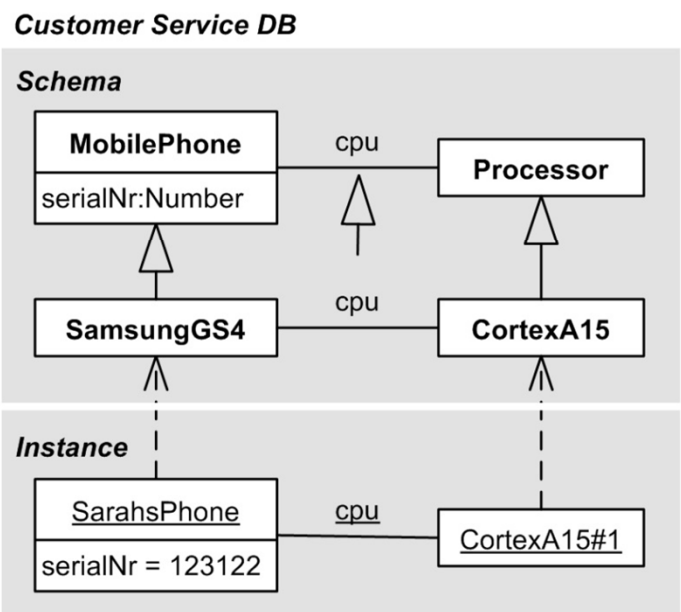 Customer Service DB
Schema
MobilePhone
cpu
Processor
serialNr:Number
SamsungGS4
cpu
CortexA15
Instance
SarahsPhone
cpu
CortexA15#1
serialNr = 123122